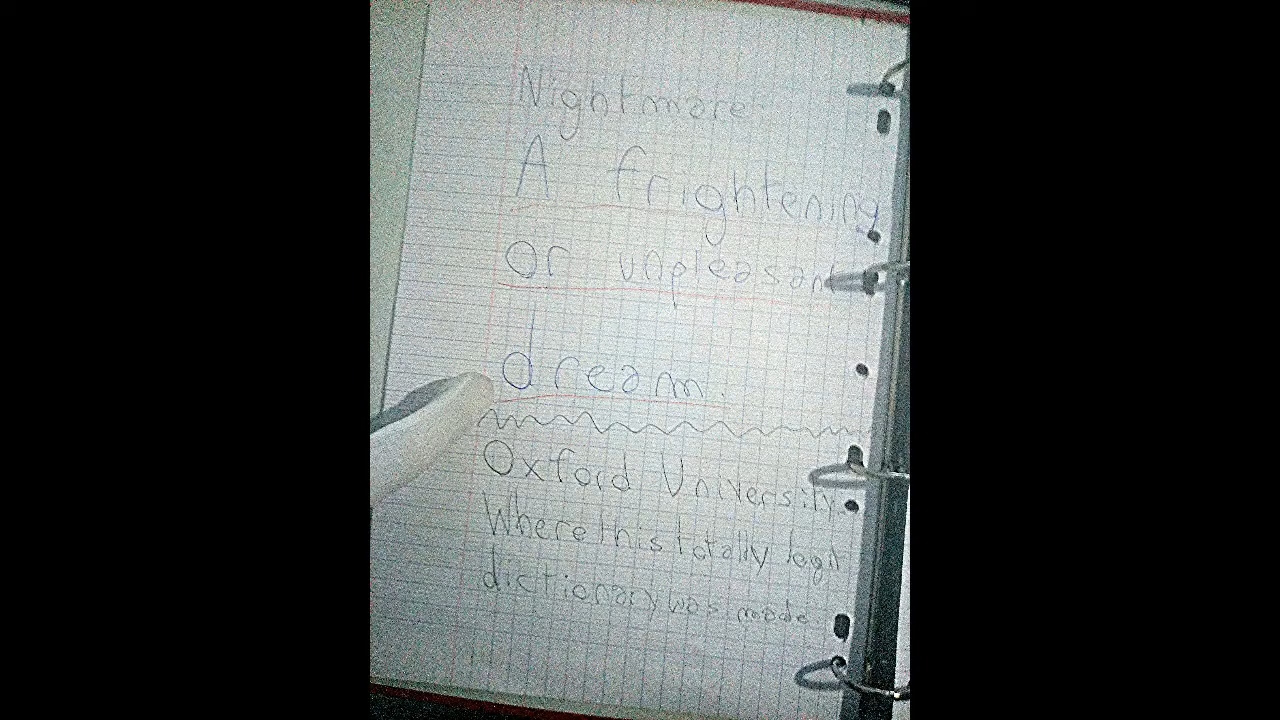 Nightmare
A frightening
or unpleasant
dream.
Oxford University
Where this totally legit
dictionary was made